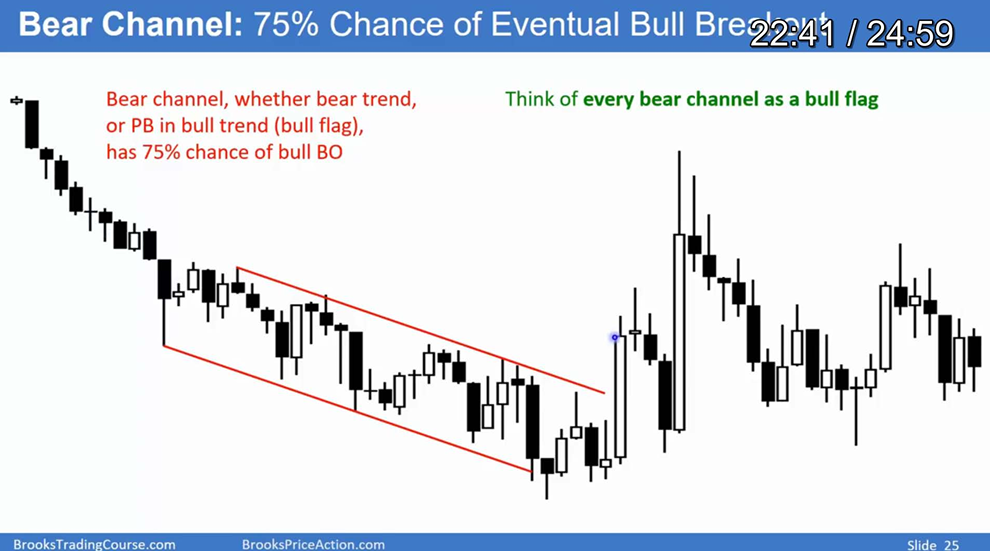 Bear Channel: 75% Chance of Eventual Bull Breakout
22:41 / 24:59
Bear channel, whether bear trend,
or PB in bull trend (bull flag),
has 75% chance of bull BO
Think of every bear channel as a bull flag
BrooksTradingCourse.com
BrooksPriceAction.com
Slide 25